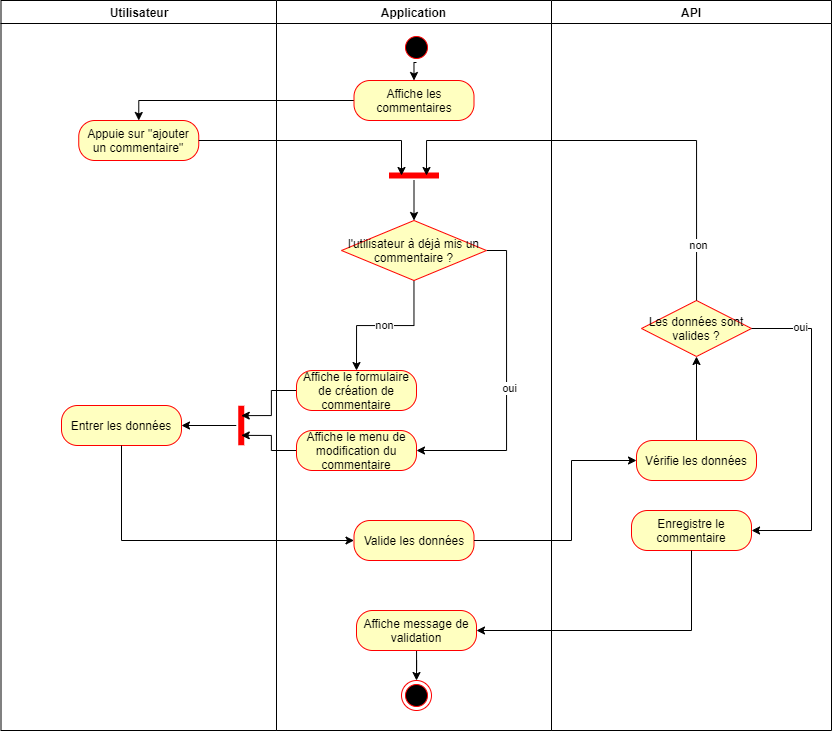 Utilisateur
Application
API
Affiche les
commentaires
Appuie sur "ajouter
un commentaire"
l'utilisateur à déjà mis un
commentaire ?
non
oui
non
Les données sont
valides ?
oui
Affiche le formulaire
de création de
commentaire
Entrer les données
Affiche le menu de
modification du
commentaire
Vérifie les données
Valide les données
Enregistre le
commentaire
Affiche message de
validation